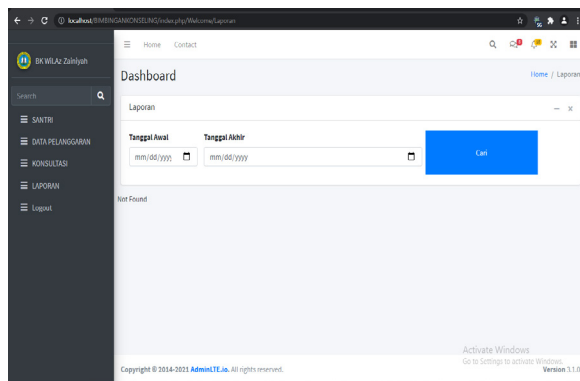 localhost/BIMBINGANKONSELING/index.php/Welcome/Laporan
BK WiLAz Zainiyah
Home Contact
Dashboard
Home / Laporan
Search
Laporan
SANTRI
DATA PELANGGARAN
KONSULTASI
LAPORAN
Logout
Tanggal Awal Tanggal Akhir
mm/dd/yyyy mm/dd/yyyy Cari
Not Found
Activate Windows
Go to Settings to activate Windows.
Copyright © 2014-2021 AdminLTE.io. All rights reserved.
Version 3.1.0